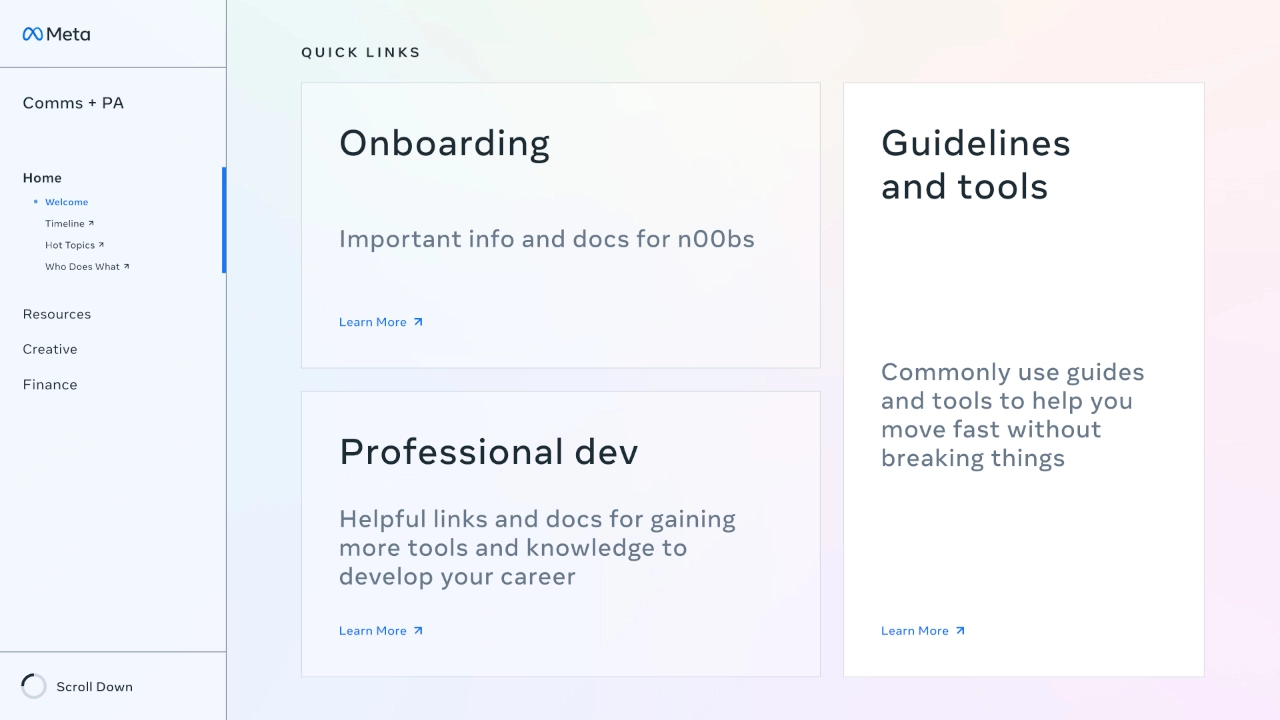 Meta
Comms + PA
Home
Welcome
Timeline
Hot Topics
Who Does What
Resources
Creative
Finance
Scroll Down
QUICK LINKS
Onboarding
Important info and docs for n00bs
Learn More
Professional dev
Helpful links and docs for gaining
more tools and knowledge to
develop your career
Learn More
Guidelines
and tools
Commonly use guides
and tools to help you
move fast without
breaking things
Learn More